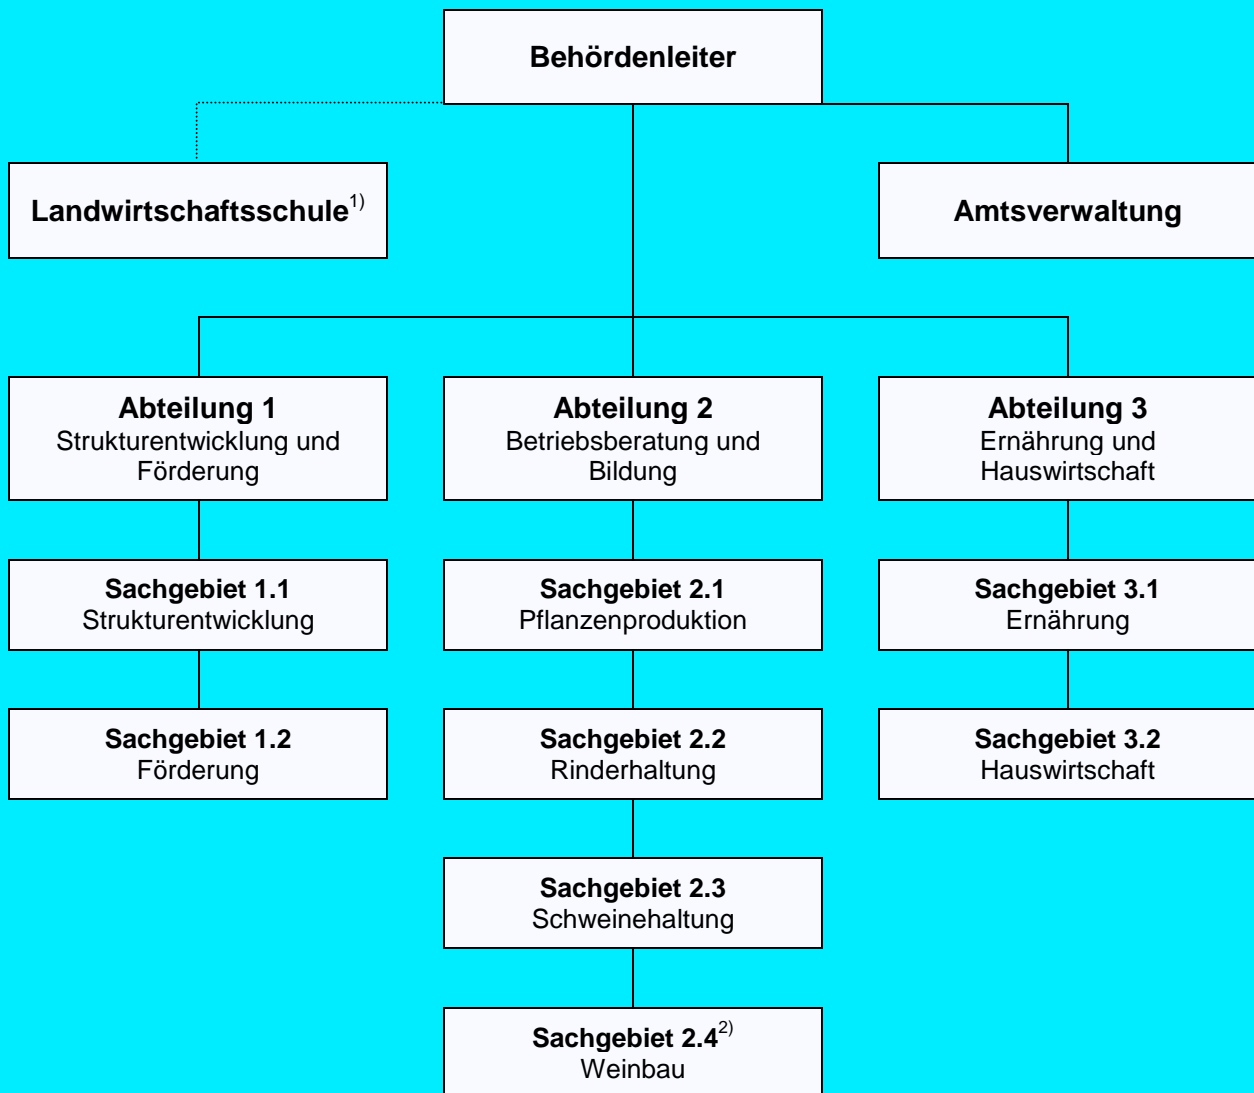 Behördenleiter
Landwirtschaftsschule1)
Amtsverwaltung
Abteilung 1
Strukturentwicklung und
Förderung
Abteilung 2
Betriebsberatung und
Bildung
Abteilung 3
Ernährung und
Hauswirtschaft
Sachgebiet 1.1
Strukturentwicklung
Sachgebiet 2.1
Pflanzenproduktion
Sachgebiet 3.1
Ernährung
Sachgebiet 1.2
Förderung
Sachgebiet 2.2
Rinderhaltung
Sachgebiet 3.2
Hauswirtschaft
Sachgebiet 2.3
Schweinehaltung
Sachgebiet 2.42)
Weinbau